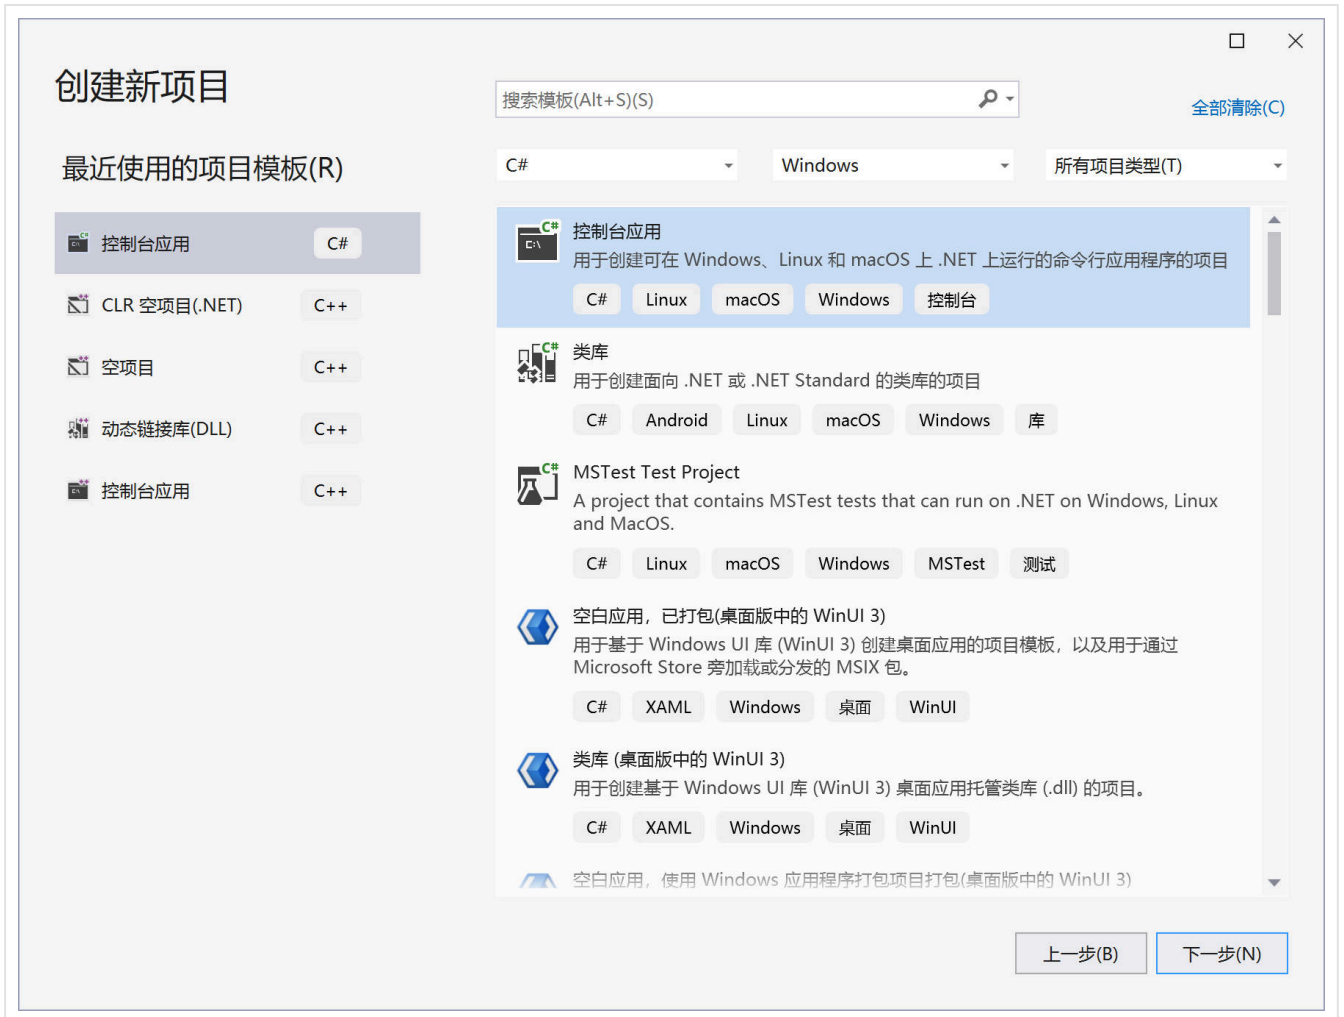 创建新项目
搜索模板(Alt+S)(S)
全部清除(C)
最近使用的项目模板(R)
C#
Windows
所有项目类型(T)
控制台应用
C#
CLR 空项目(.NET)
C++
空项目
C++
动态链接库(DLL)
C++
控制台应用
C++
C#
C:\
控制台应用
用于创建可在 Windows、Linux 和 macOS 上 .NET 上运行的命令行应用程序的项目
C# Linux macOS Windows 控制台
C#
类库
用于创建面向 .NET 或 .NET Standard 的类库的项目
C# Android Linux macOS Windows 库
C#
MSTest Test Project
A project that contains MSTest tests that can run on .NET on Windows, Linux
and MacOS.
C# Linux macOS Windows MSTest 测试
空白应用，已打包(桌面版中的 WinUI 3)
用于基于 Windows UI 库 (WinUI 3) 创建桌面应用的项目模板，以及用于通过
Microsoft Store 旁加载或分发的 MSIX 包。
C# XAML Windows 桌面 WinUI
类库 (桌面版中的 WinUI 3)
用于创建基于 Windows UI 库 (WinUI 3) 桌面应用托管类库 (.dll) 的项目。
C# XAML Windows 桌面 WinUI
空白应用，使用 Windows 应用程序打包项目打包(桌面版中的 WinUI 3)
上一步(B)
下一步(N)